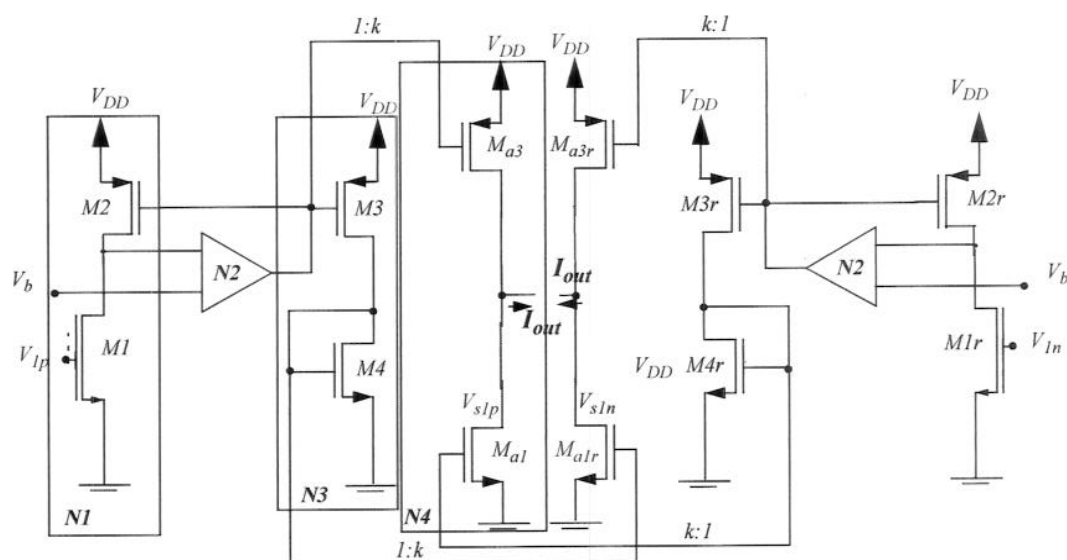 1:k
k:1
V_DD
V_DD
V_DD
V_DD
V_DD
V_DD
M_a3
M_a3r
M2
M3
M3r
M2r
V_b
N2
I_out
N2
V_b
I_out
V_1p
M1
M4
V_DD
M4r
M1r
V_1n
V_s1p
V_s1n
M_a1
M_a1r
N1
N3
N4
1:k
k:1